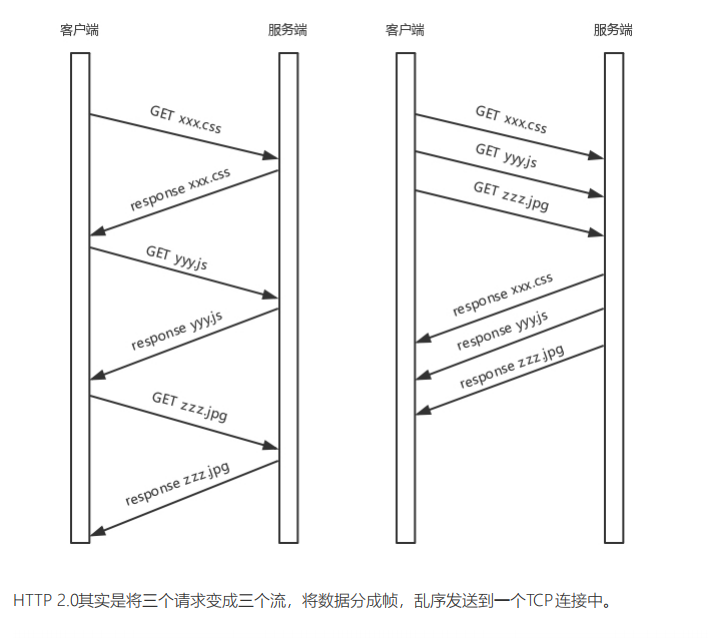 客户端
服务端
GET xxx.css
response xxx.css
GET yyy.js
response yyy.js
GET zzz.jpg
response zzz.jpg
客户端
服务端
GET xxx.css
GET yyy.js
GET zzz.jpg
response xxx.css
response yyy.js
response zzz.jpg
HTTP 2.0其实是将三个请求变成三个流，将数据分成帧，乱序发送到一个TCP连接中。